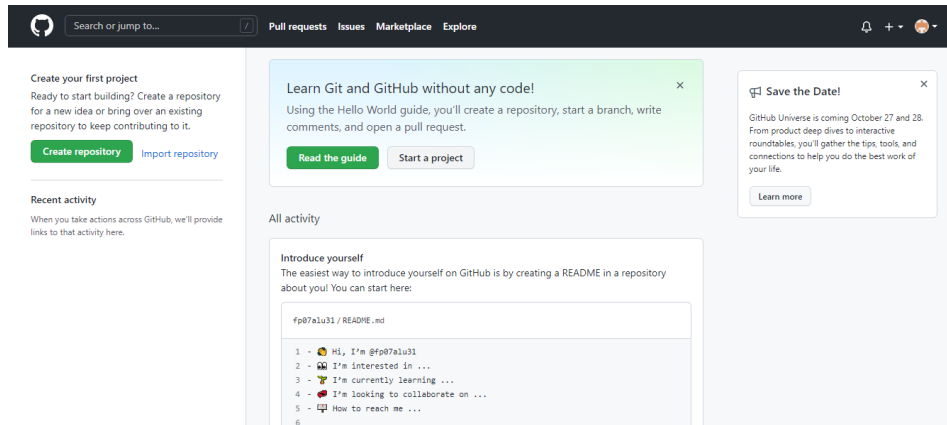 Search or jump to... /
Pull requests Issues Marketplace Explore
Create your first project
Ready to start building? Create a repository
for a new idea or bring over an existing
repository to keep contributing to it.
Create repository Import repository
Recent activity
When you take actions across GitHub, we'll provide
links to that activity here.
Learn Git and GitHub without any code!
Using the Hello World guide, you'll create a repository, start a branch, write
comments, and open a pull request.
Read the guide Start a project
All activity
Introduce yourself
The easiest way to introduce yourself on GitHub is by creating a README in a repository
about you! You can start here:
fp07alu31 / README.md
1 - 👋 Hi, I'm @fp07alu31
2 - 👀 I'm interested in ...
3 - 🌱 I'm currently learning ...
4 - 💞️ I'm looking to collaborate on ...
5 - 📫 How to reach me ...
6
Save the Date!
GitHub Universe is coming October 27 and 28.
From product deep dives to interactive
roundtables, you'll gather the tips, tools, and
connections to help you do the best work of
your life.
Learn more